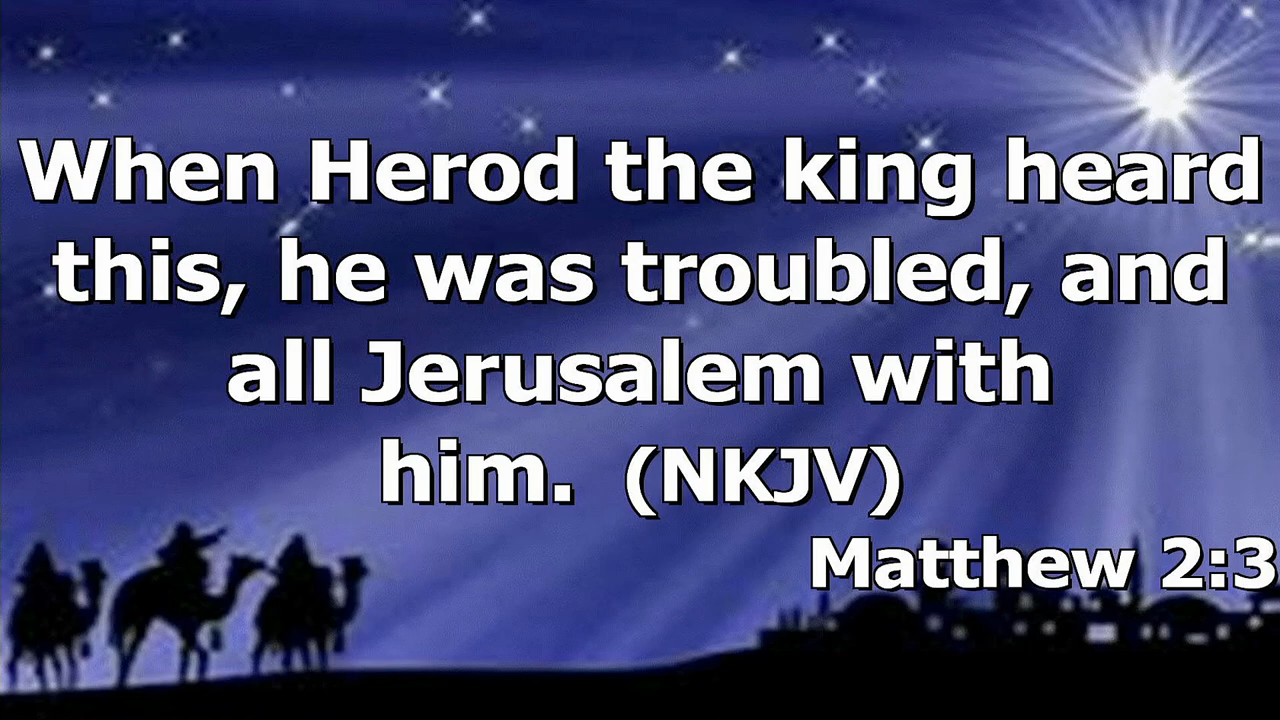 When Herod the king heard
this, he was troubled, and
all Jerusalem with
him.  (NKJV)
Matthew 2:3